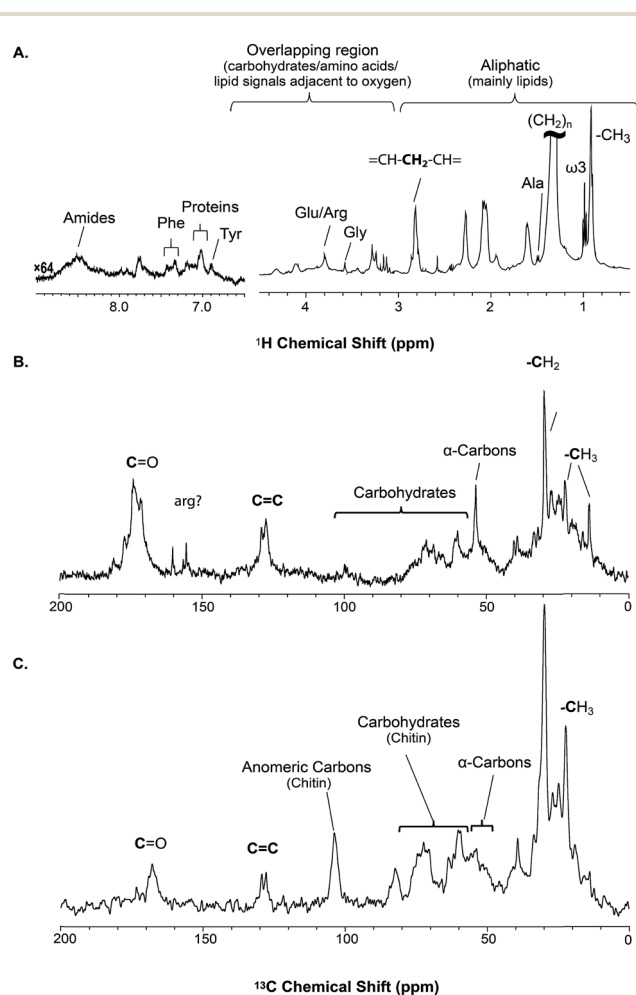 A.
Overlapping region
(carbohydrates/amino acids/
lipid signals adjacent to oxygen)
Aliphatic
(mainly lipids)
(CH2)n
-CH3
=CH-CH2-CH=
ω3
Ala
Glu/Arg
Gly
Amides
Phe
Proteins
Tyr
×64
8.0 7.0 4 3 2 1
1H Chemical Shift (ppm)
B.
-CH2
C=O
arg?
C=C
Carbohydrates
α-Carbons
-CH3
200 150 100 50 0
C.
Carbohydrates
(Chitin)
-CH3
Anomeric Carbons
(Chitin)
α-Carbons
C=O
C=C
200 150 100 50 0
13C Chemical Shift (ppm)